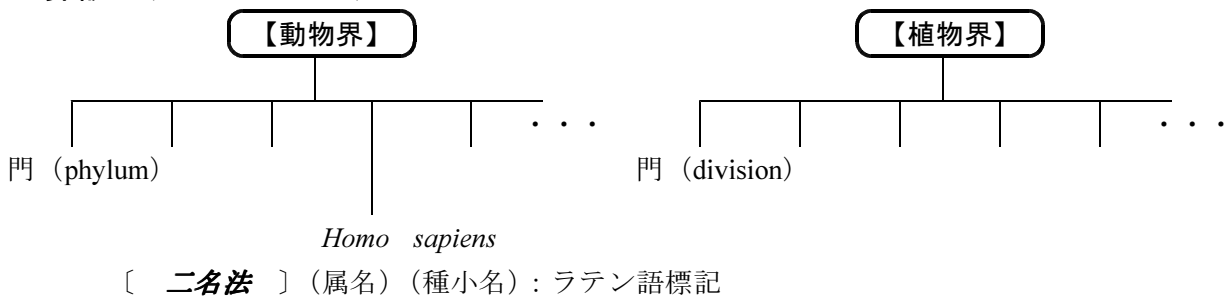 【動物界】 【植物界】
・・・ ・・・
門（phylum） 門（division）
Homo sapiens
〔 二名法 〕（属名）（種小名）：ラテン語標記